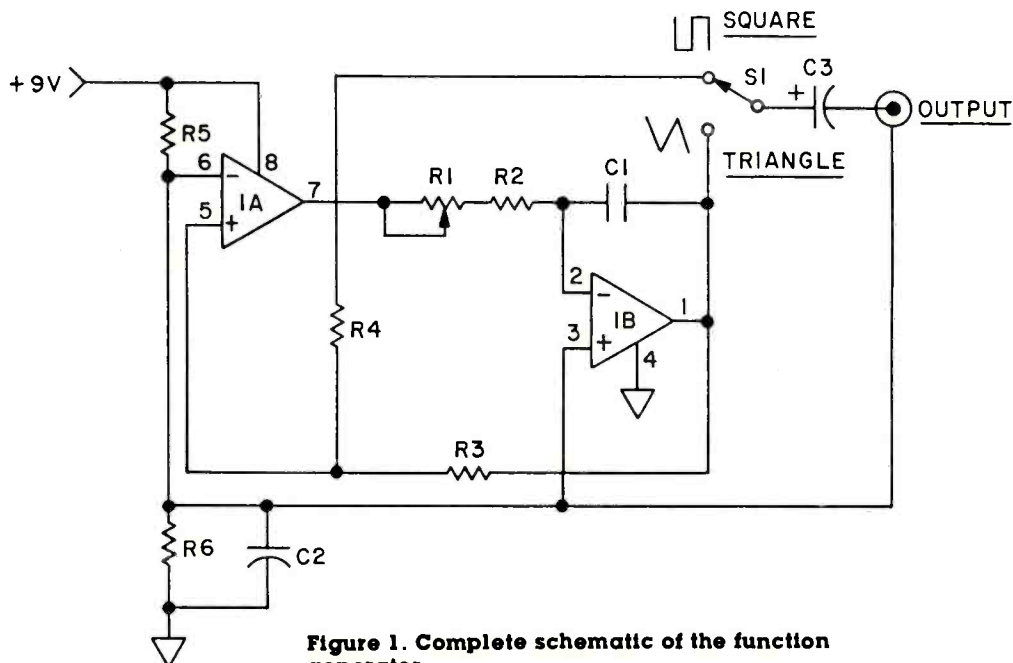 SQUARE
+9V
S1
C3
+
OUTPUT
R5
6
8
-
1A
7
5
+
R1
R2
C1
TRIANGLE
2
-
1B
1
3
+
4
R4
R3
R6
C2
Figure 1. Complete schematic of the function
generator